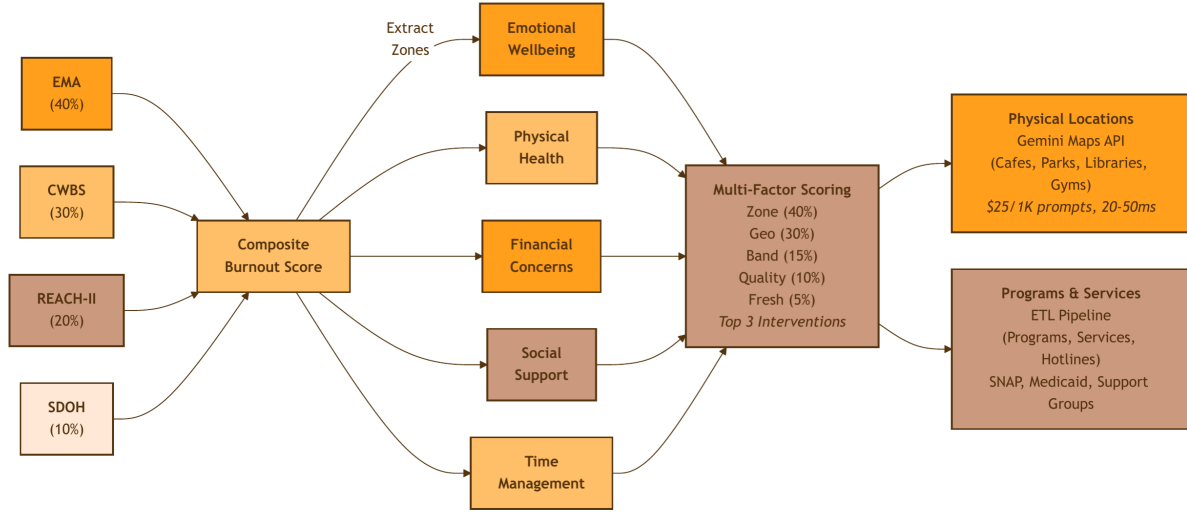 EMA
(40%)
CWBS
(30%)
REACH-II
(20%)
SDOH
(10%)
Composite
Burnout Score
Extract
Zones
Emotional
Wellbeing
Physical
Health
Financial
Concerns
Social
Support
Time
Management
Multi-Factor Scoring
Zone (40%)
Geo (30%)
Band (15%)
Quality (10%)
Fresh (5%)
Top 3 Interventions
Physical Locations
Gemini Maps API
(Cafes, Parks, Libraries,
Gyms)
$25/1K prompts, 20-50ms
Programs & Services
ETL Pipeline
(Programs, Services,
Hotlines)
SNAP, Medicaid, Support
Groups